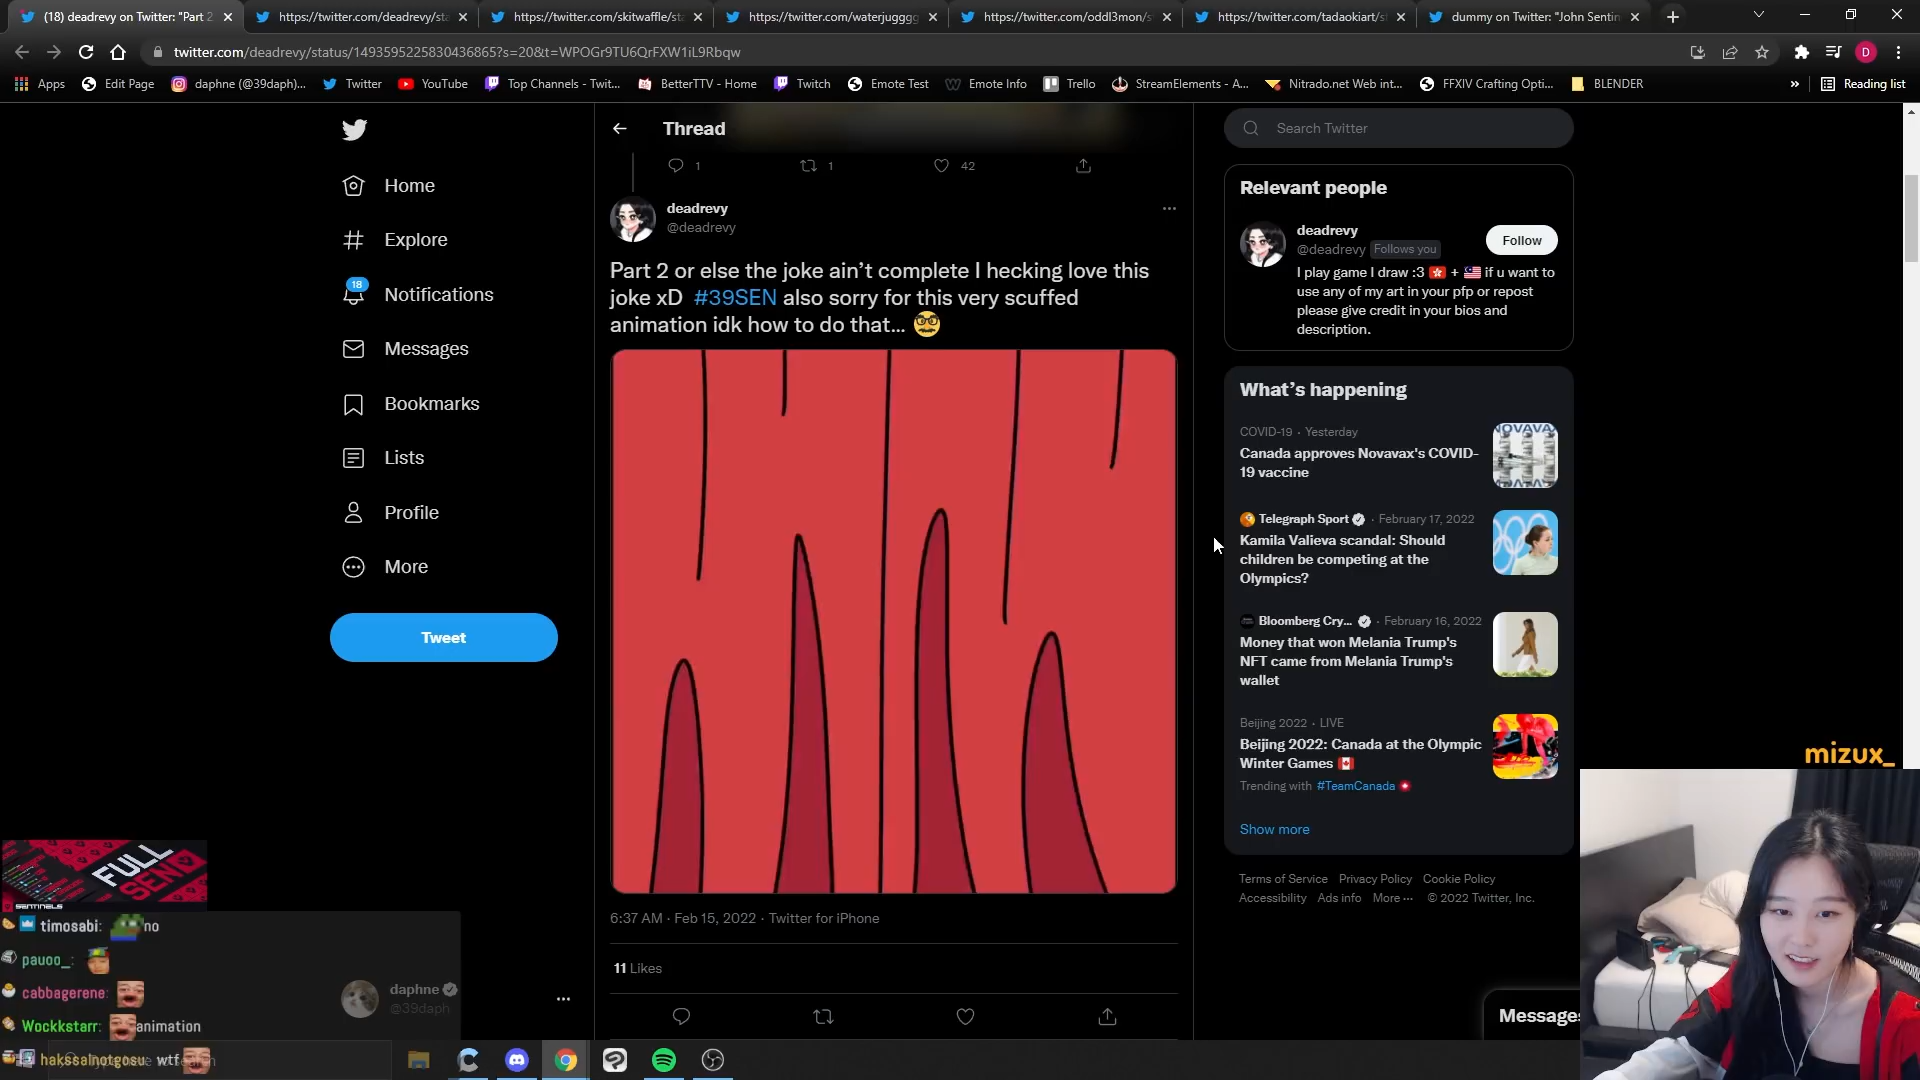 (18) deadrevy on Twitter: "Part 2
https://twitter.com/deadrevy/sta
https://twitter.com/skitwaffle/sta
https://twitter.com/waterjugggg
https://twitter.com/oddl3mon/s
https://twitter.com/tadaokiart/s
dummy on Twitter: "John Sentin
twitter.com/deadrevy/status/1493595225830436865?s=20&t=WPOGr9TU6QrFXW1iL9Rbqw
D
Apps
Edit Page
daphne (@39daph)...
Twitter
YouTube
Top Channels - Twit...
BetterTTV - Home
Twitch
Emote Test
Emote Info
Trello
StreamElements - A...
Nitrado.net Web int...
FFXIV Crafting Opti...
BLENDER
»
Reading list
Home
Explore
18
Notifications
Messages
Bookmarks
Lists
Profile
More
Tweet
Thread
1
1
42
deadrevy
@deadrevy
Part 2 or else the joke ain't complete I hecking love this
joke xD #39SEN also sorry for this very scuffed
animation idk how to do that...
6:37 AM · Feb 15, 2022 · Twitter for iPhone
11 Likes
Search Twitter
Relevant people
deadrevy
@deadrevy Follows you
Follow
I play game I draw :3 🇭🇰 + 🇲🇾 if u want to
use any of my art in your pfp or repost
please give credit in your bios and
description.
What's happening
COVID-19 · Yesterday
Canada approves Novavax's COVID-
19 vaccine
NOVAVA
Telegraph Sport · February 17, 2022
Kamila Valieva scandal: Should
children be competing at the
Olympics?
Bloomberg Cry... · February 16, 2022
Money that won Melania Trump's
NFT came from Melania Trump's
wallet
Beijing 2022 · LIVE
Beijing 2022: Canada at the Olympic
Winter Games 🇨🇦
Trending with #TeamCanada
Show more
Terms of Service Privacy Policy Cookie Policy
Accessibility Ads info More ··· © 2022 Twitter, Inc.
Messages
mizux_
FULL
SEND
SENTINELS
timosabi: no
pauoo_:
cabbagerene:
Wockkstarr: animation
hakssalnotgosu: wtf
daphne
@39daph